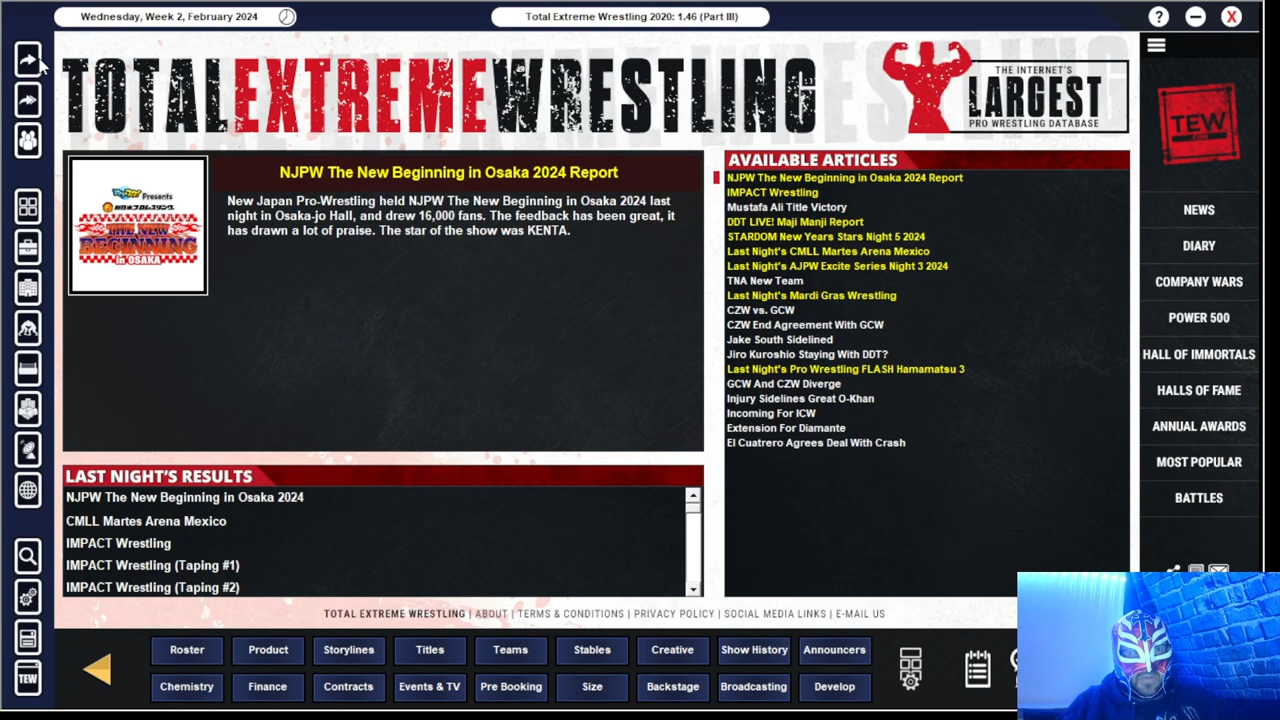 Wednesday, Week 2, February 2024
Total Extreme Wrestling 2020: 1.46 (Part III)
?
X
TOTALEXTREMEWRESTLING
THE INTERNET'S
LARGEST
PRO WRESTLING DATABASE
TEW
.COM
NJPW The New Beginning in Osaka 2024 Report
Presents
THE NEW
BEGINNING
in OSAKA
New Japan Pro-Wrestling held NJPW The New Beginning in Osaka 2024 last
night in Osaka-jo Hall, and drew 16,000 fans. The feedback has been great, it
has drawn a lot of praise. The star of the show was KENTA.
AVAILABLE ARTICLES
NJPW The New Beginning in Osaka 2024 Report
IMPACT Wrestling
Mustafa Ali Title Victory
DDT LIVE! Maji Manji Report
STARDOM New Years Stars Night 5 2024
Last Night's CMLL Martes Arena Mexico
Last Night's AJPW Excite Series Night 3 2024
TNA New Team
Last Night's Mardi Gras Wrestling
CZW vs. GCW
CZW End Agreement With GCW
Jake South Sidelined
Jiro Kuroshio Staying With DDT?
Last Night's Pro Wrestling FLASH Hamamatsu 3
GCW And CZW Diverge
Injury Sidelines Great O-Khan
Incoming For ICW
Extension For Diamante
El Cuatrero Agrees Deal With Crash
NEWS
DIARY
COMPANY WARS
POWER 500
HALL OF IMMORTALS
HALLS OF FAME
ANNUAL AWARDS
MOST POPULAR
BATTLES
LAST NIGHT'S RESULTS
NJPW The New Beginning in Osaka 2024
CMLL Martes Arena Mexico
IMPACT Wrestling
IMPACT Wrestling (Taping #1)
IMPACT Wrestling (Taping #2)
TOTAL EXTREME WRESTLING | ABOUT | TERMS & CONDITIONS | PRIVACY POLICY | SOCIAL MEDIA LINKS | E-MAIL US
Roster
Product
Storylines
Titles
Teams
Stables
Creative
Show History
Announcers
Chemistry
Finance
Contracts
Events & TV
Pre Booking
Size
Backstage
Broadcasting
Develop
TEW